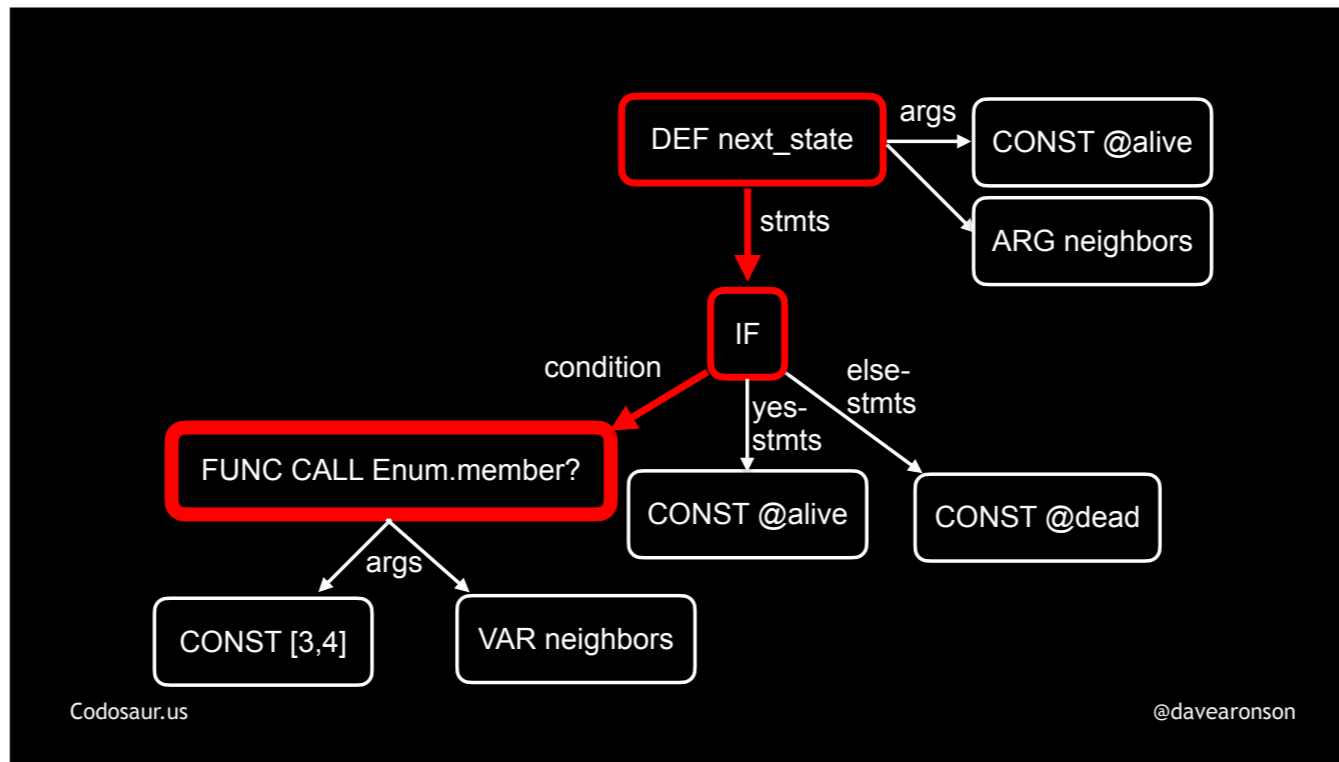 DEF next_state
args
CONST @alive
ARG neighbors
stmts
IF
condition
yes-
stmts
else-
stmts
FUNC CALL Enum.member?
CONST @alive
CONST @dead
args
CONST [3,4]
VAR neighbors
Codosaur.us
@davearonson